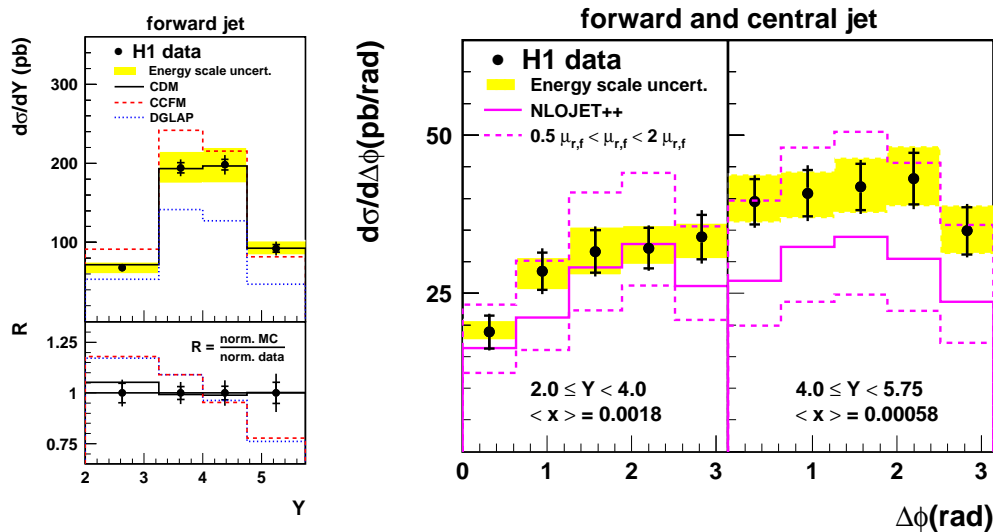 forward jet
dσ/dY (pb)
H1 data
Energy scale uncert.
CDM
CCFM
DGLAP
300
200
100
R
R = norm. MC / norm. data
1.25
1
0.75
2 3 4 5
Y
forward and central jet
dσ/dΔϕ(pb/rad)
H1 data
Energy scale uncert.
NLOJET++
0.5 μr,f < μr,f < 2 μr,f
50
25
2.0 ≤ Y < 4.0
< x > = 0.0018
4.0 ≤ Y < 5.75
< x > = 0.00058
0 1 2 3 1 2 3
Δϕ(rad)